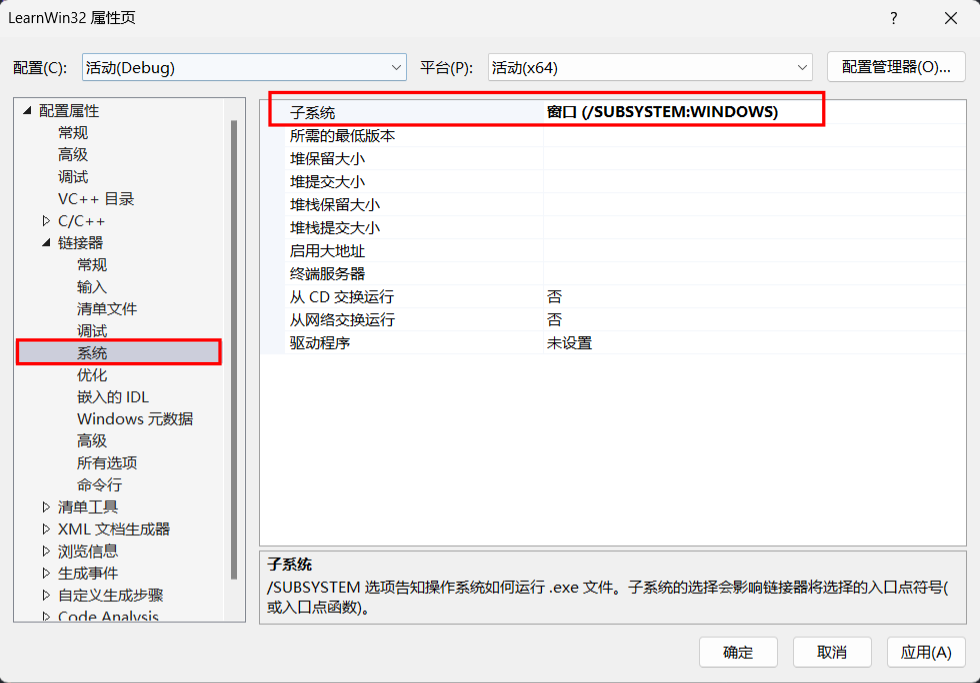 LearnWin32 属性页
?
配置(C): 活动(Debug) 平台(P): 活动(x64) 配置管理器(O)...
配置属性
常规
高级
调试
VC++ 目录
C/C++
链接器
常规
输入
清单文件
调试
系统
优化
嵌入的 IDL
Windows 元数据
高级
所有选项
命令行
清单工具
XML 文档生成器
浏览信息
生成事件
自定义生成步骤
Code Analysis
子系统 窗口 (/SUBSYSTEM:WINDOWS)
所需的最低版本
堆保留大小
堆提交大小
堆栈保留大小
堆栈提交大小
启用大地址
终端服务器
从 CD 交换运行 否
从网络交换运行 否
驱动程序 未设置
子系统
/SUBSYSTEM 选项告知操作系统如何运行 .exe 文件。子系统的选择会影响链接器将选择的入口点符号(
或入口点函数)。
确定 取消 应用(A)